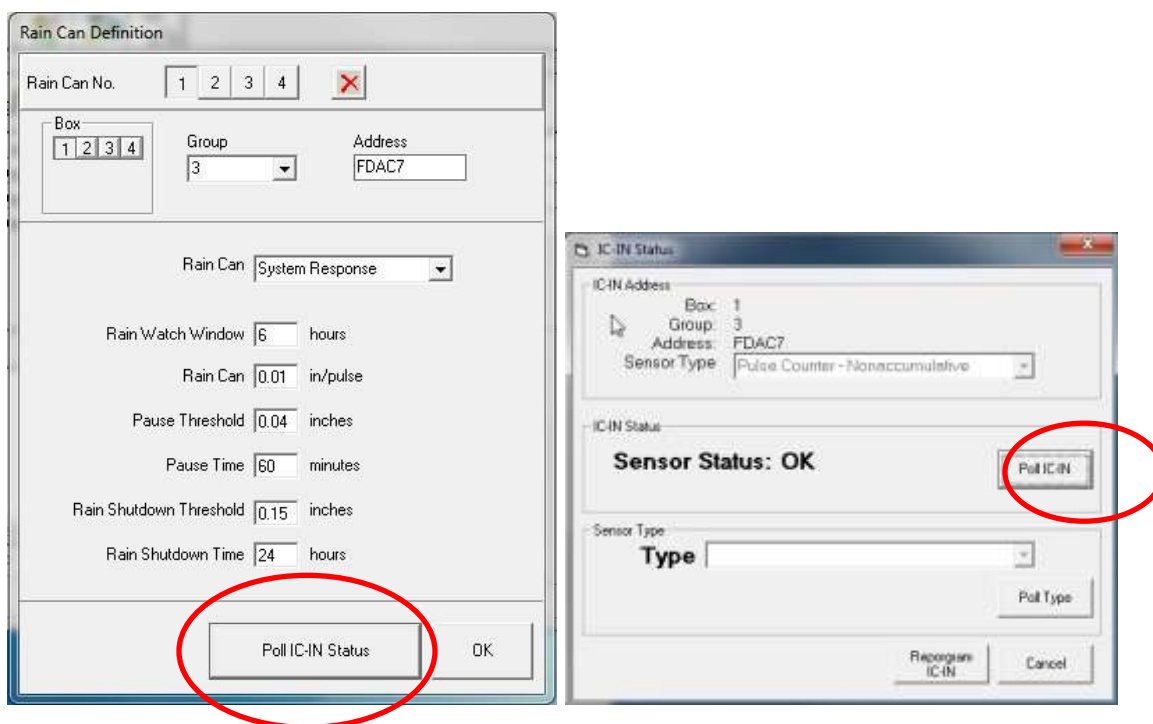 Rain Can Definition
Rain Can No. 1 2 3 4
Box
1 2 3 4
Group
3
Address
FDAC7
Rain Can System Response
Rain Watch Window 6 hours
Rain Can 0.01 in/pulse
Pause Threshold 0.04 inches
Pause Time 60 minutes
Rain Shutdown Threshold 0.15 inches
Rain Shutdown Time 24 hours
Poll IC-IN Status OK
IC-IN Status
IC-IN Address
Box: 1
Group: 3
Address: FDAC7
Sensor Type Pulse Counter - Nonaccumulative
IC-IN Status
Sensor Status: OK
Poll IC-IN
Sensor Type
Type
Poll Type
Reporgram
IC-IN
Cancel